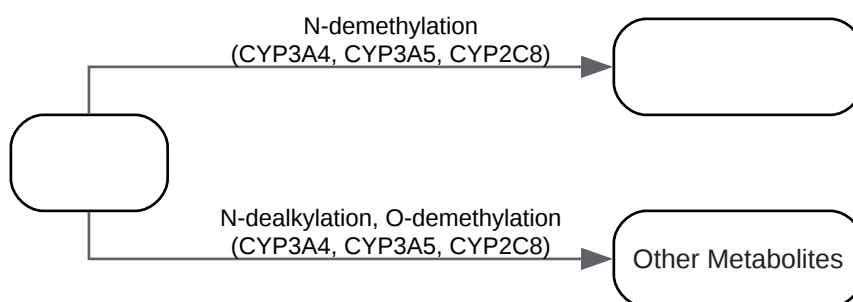 N-demethylation
(CYP3A4, CYP3A5, CYP2C8)
N-dealkylation, O-demethylation
(CYP3A4, CYP3A5, CYP2C8)
Other Metabolites